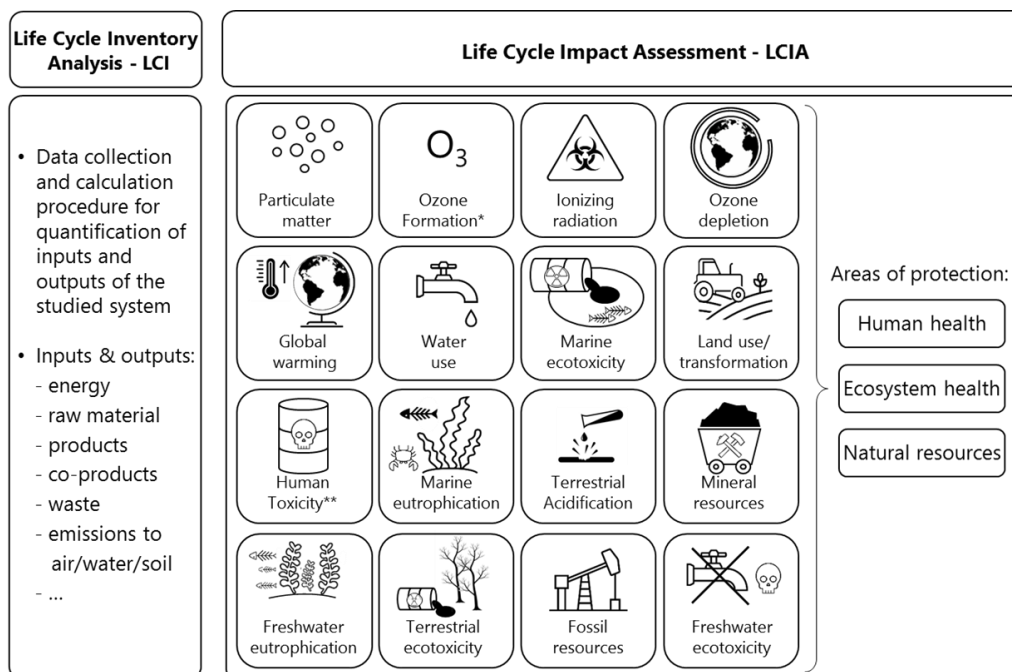 Life Cycle Inventory
Analysis - LCI
Life Cycle Impact Assessment - LCIA
• Data collection
and calculation
procedure for
quantification of
inputs and
outputs of the
studied system
• Inputs & outputs:
- energy
- raw material
- products
- co-products
- waste
- emissions to
air/water/soil
- ...
Particulate
matter
O₃
Ozone
Formation*
Ionizing
radiation
Ozone
depletion
Global
warming
Water
use
Marine
ecotoxicity
Land use/
transformation
Human
Toxicity**
Marine
eutrophication
Terrestrial
Acidification
Mineral
resources
Freshwater
eutrophication
Terrestrial
ecotoxicity
Fossil
resources
Freshwater
ecotoxicity
Areas of protection:
Human health
Ecosystem health
Natural resources